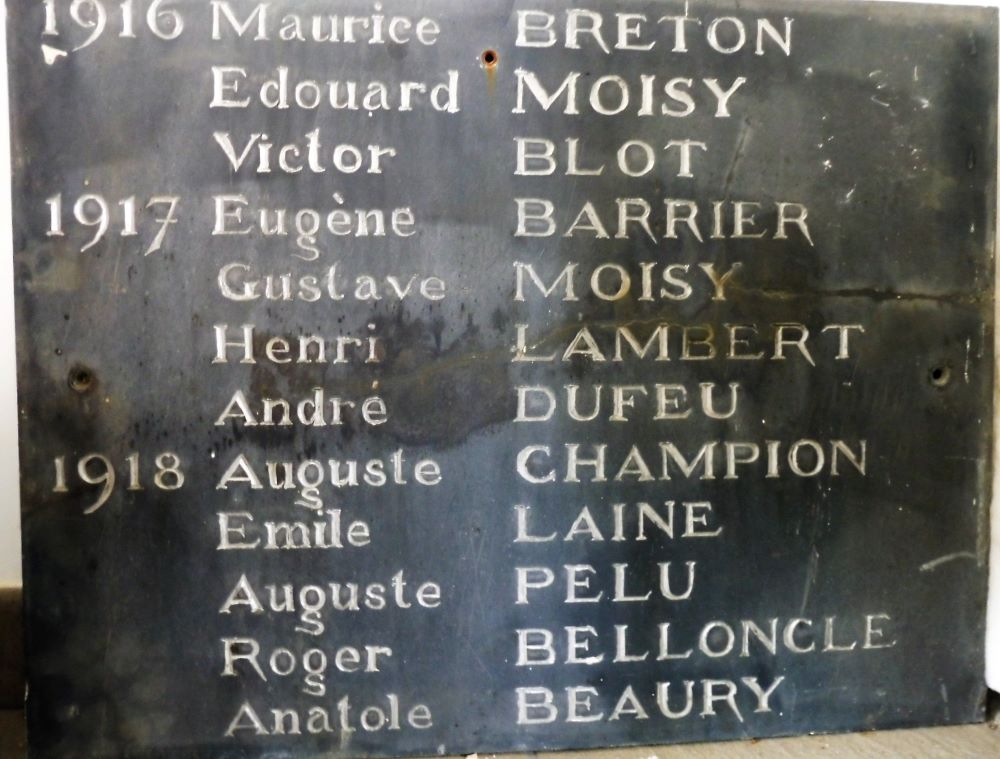 1916 Maurice BRETON
Edouard MOISY
Victor BLOT
1917 Eugène BARRIER
Gustave MOISY
Henri LAMBERT
André DUFEU
1918 Auguste CHAMPION
Emile LAINE
Auguste PELU
Roger BELLONCLE
Anatole BEAURY